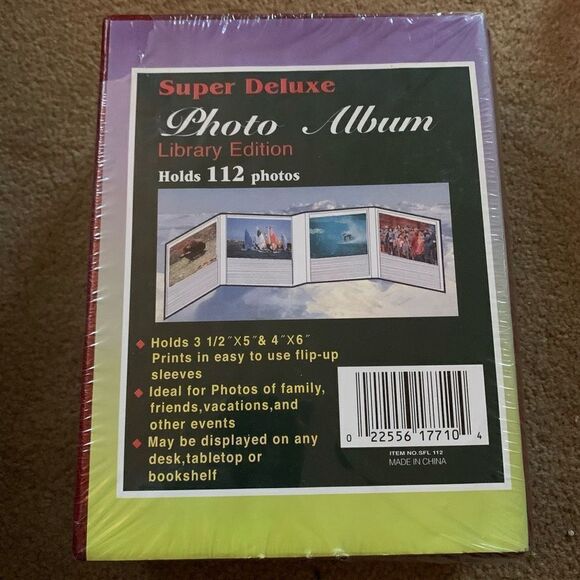 Super Deluxe
Photo Album
Library Edition
Holds 112 photos
◆ Holds 3 1/2"X5"& 4"X6"
Prints in easy to use flip-up
sleeves
◆ Ideal for Photos of family,
friends,vacations,and
other events
◆ May be displayed on any
desk,tabletop or
bookshelf
0 22556 17710 4
ITEM NO.SFL 112
MADE IN CHINA